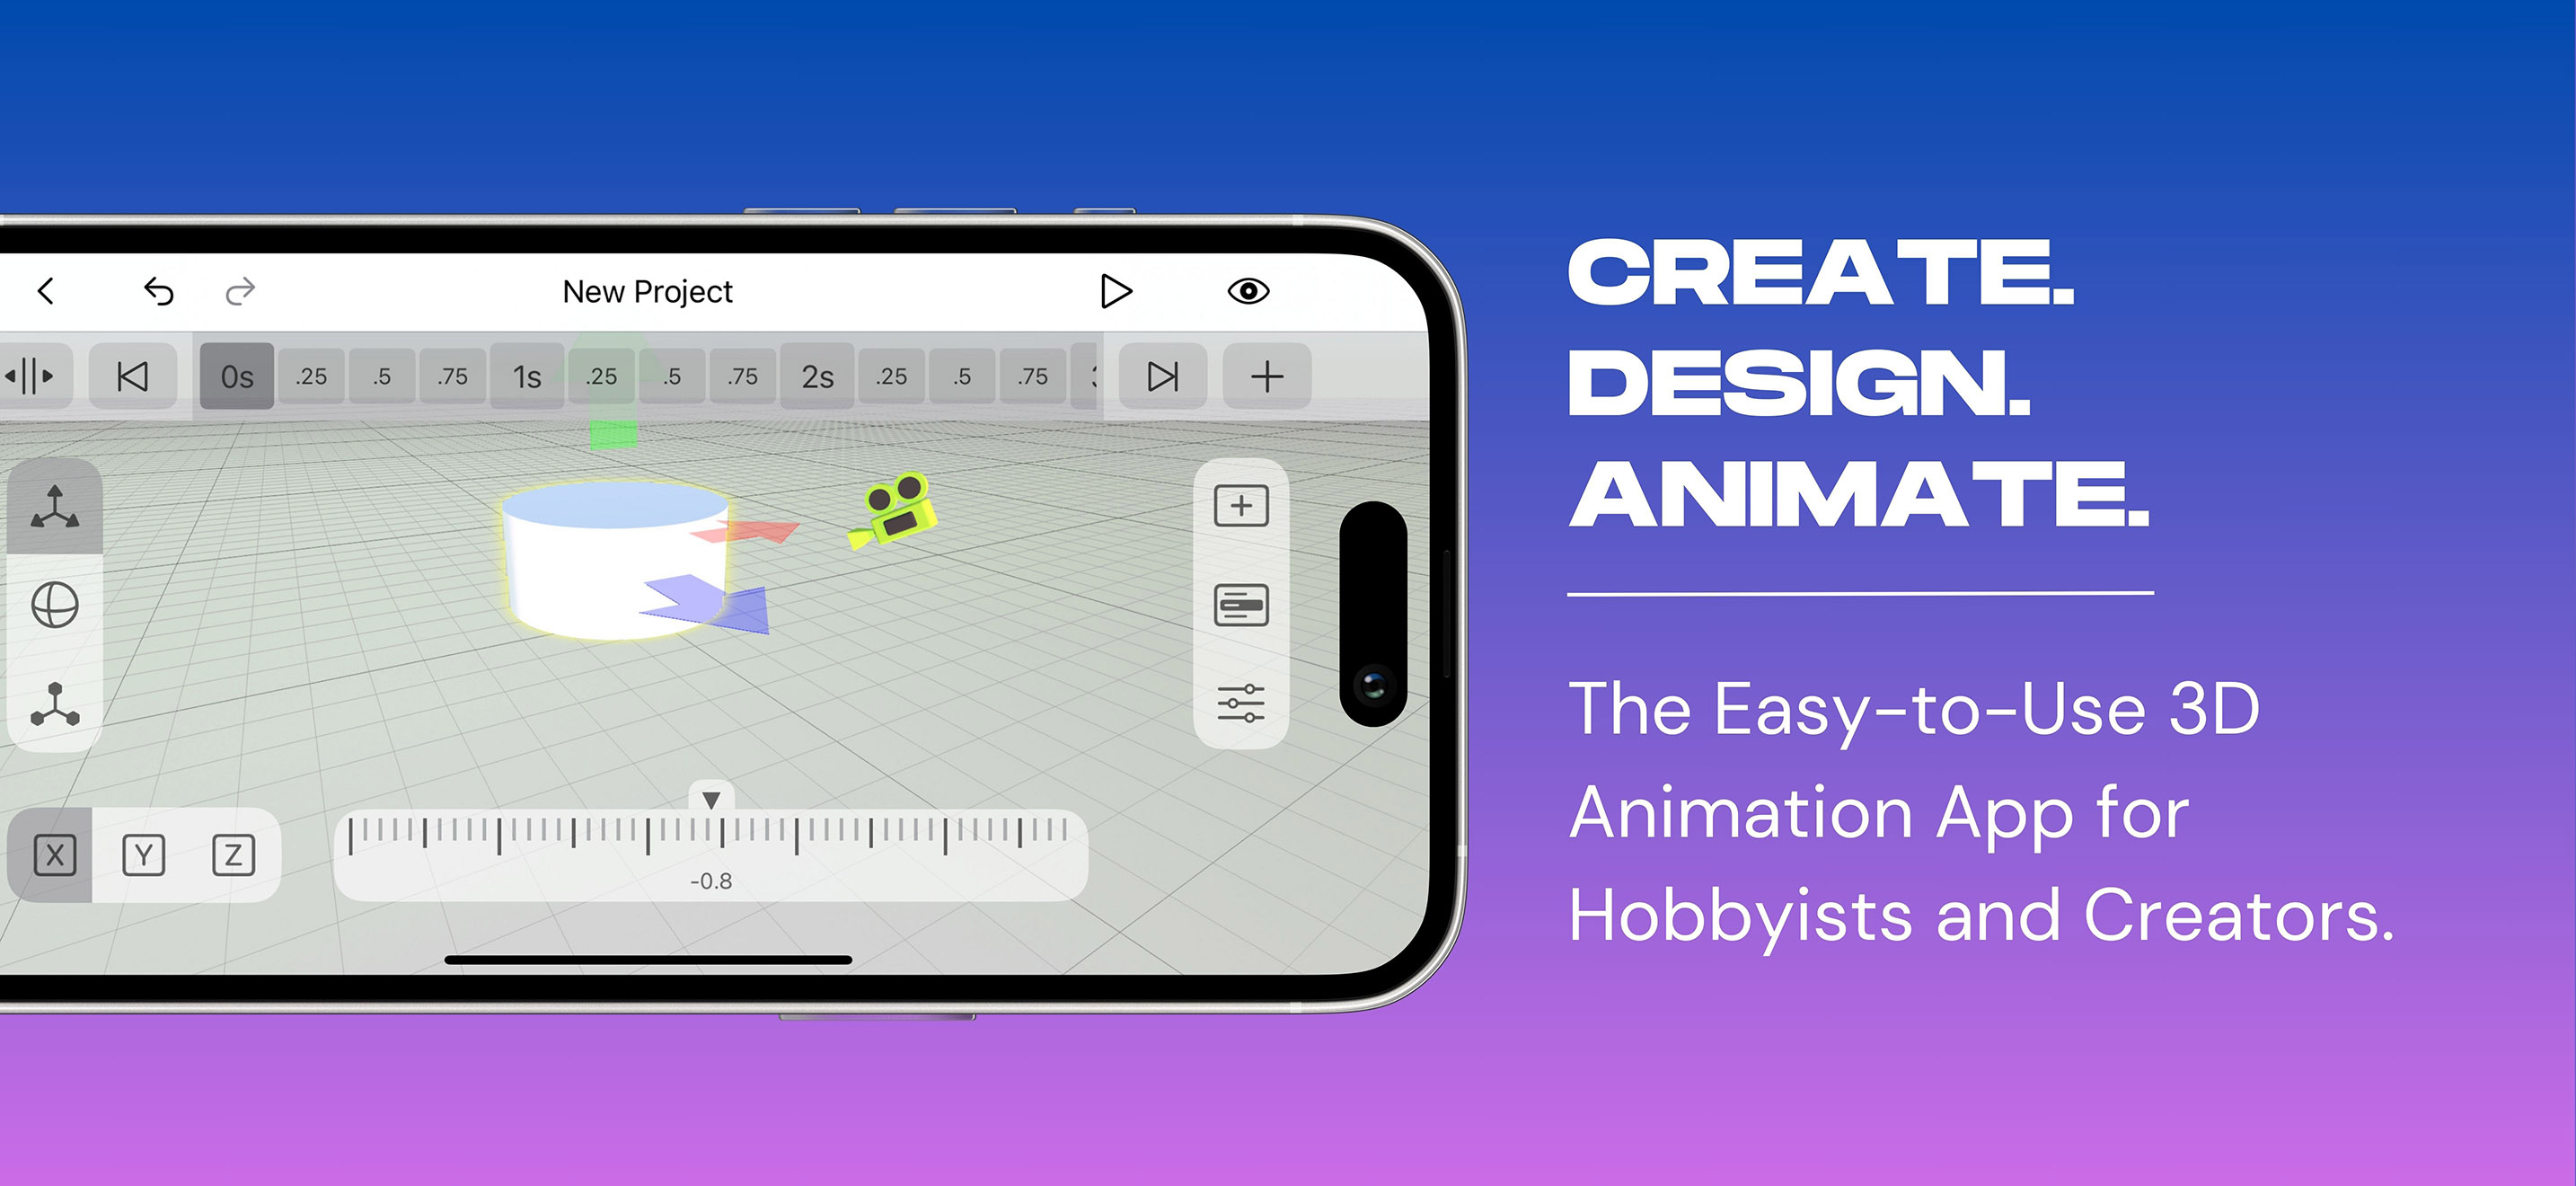 New Project
0s .25 .5 .75 1s .25 .5 .75 2s .25 .5 .75
X Y Z
-0.8
CREATE.
DESIGN.
ANIMATE.
The Easy-to-Use 3D
Animation App for
Hobbyists and Creators.